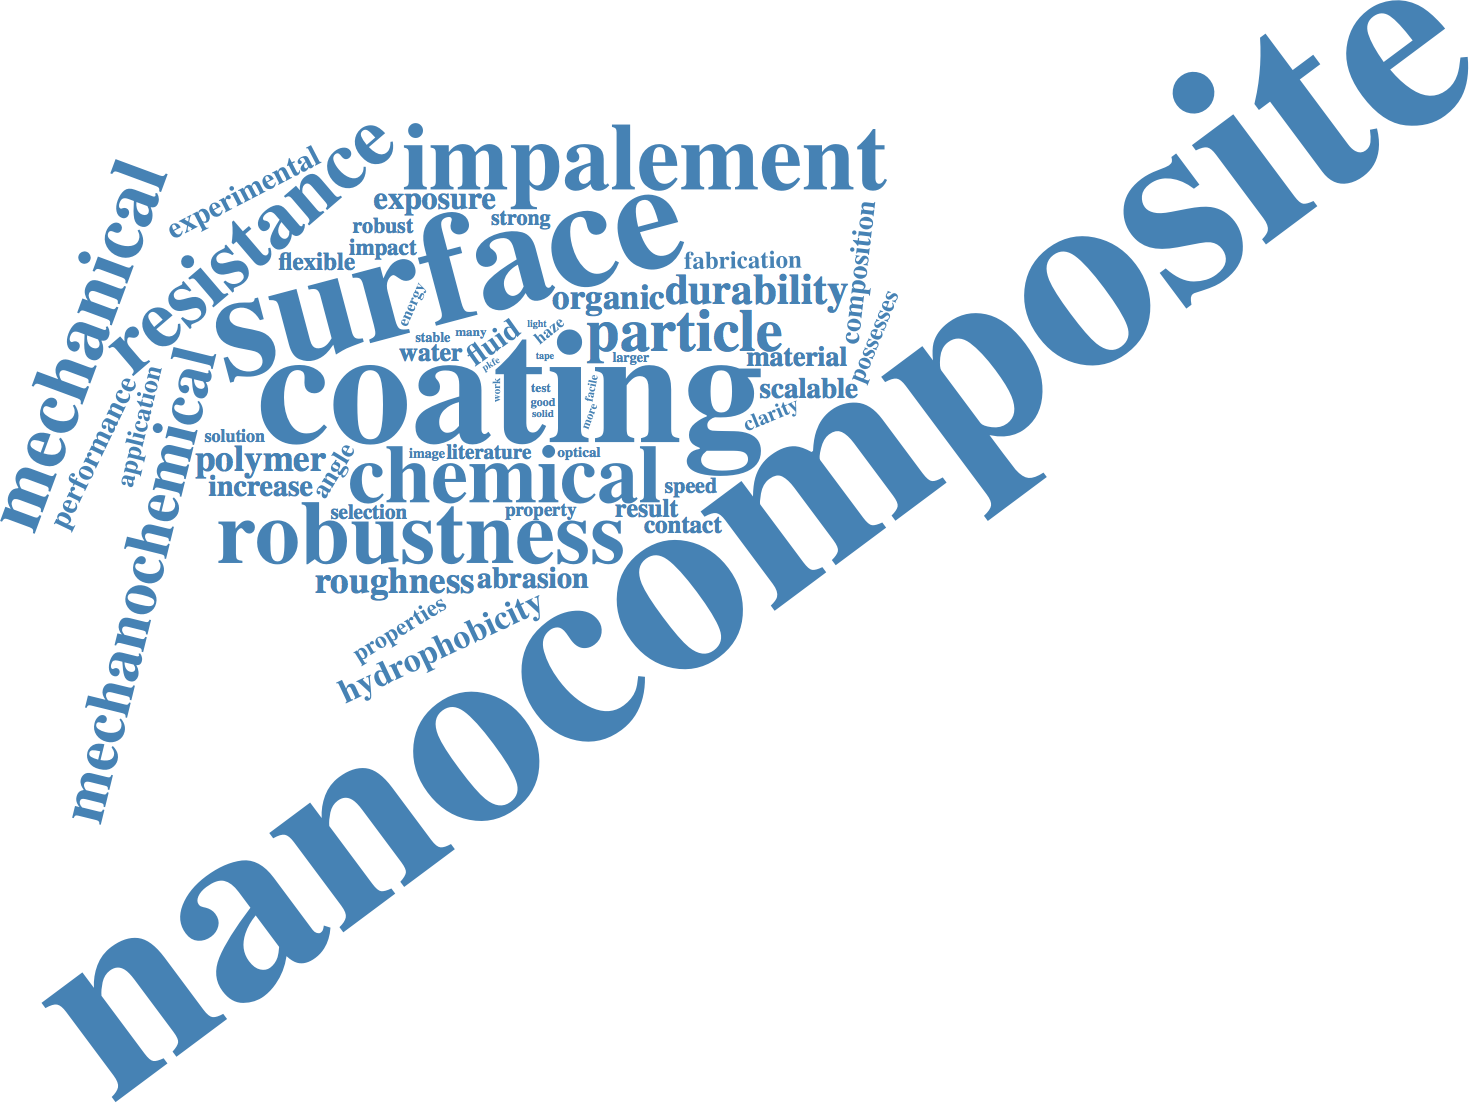 nanocomposite
impalement
experimental
resistance
mechanical
exposure
strong
robust
impact
flexible
surface
composition
fabrication
organic
durability
energy
possesses
stable
many
fluid
light
haze
particle
water
pkfc
tape
larger
material
coating
work
test
good
solid
facile
more
scalable
clarity
performance
application
mechanochemical
solution
polymer
increase
angle
image
literature
optical
chemical
speed
selection
property
result
contact
robustness
roughness
abrasion
properties
hydrophobicity